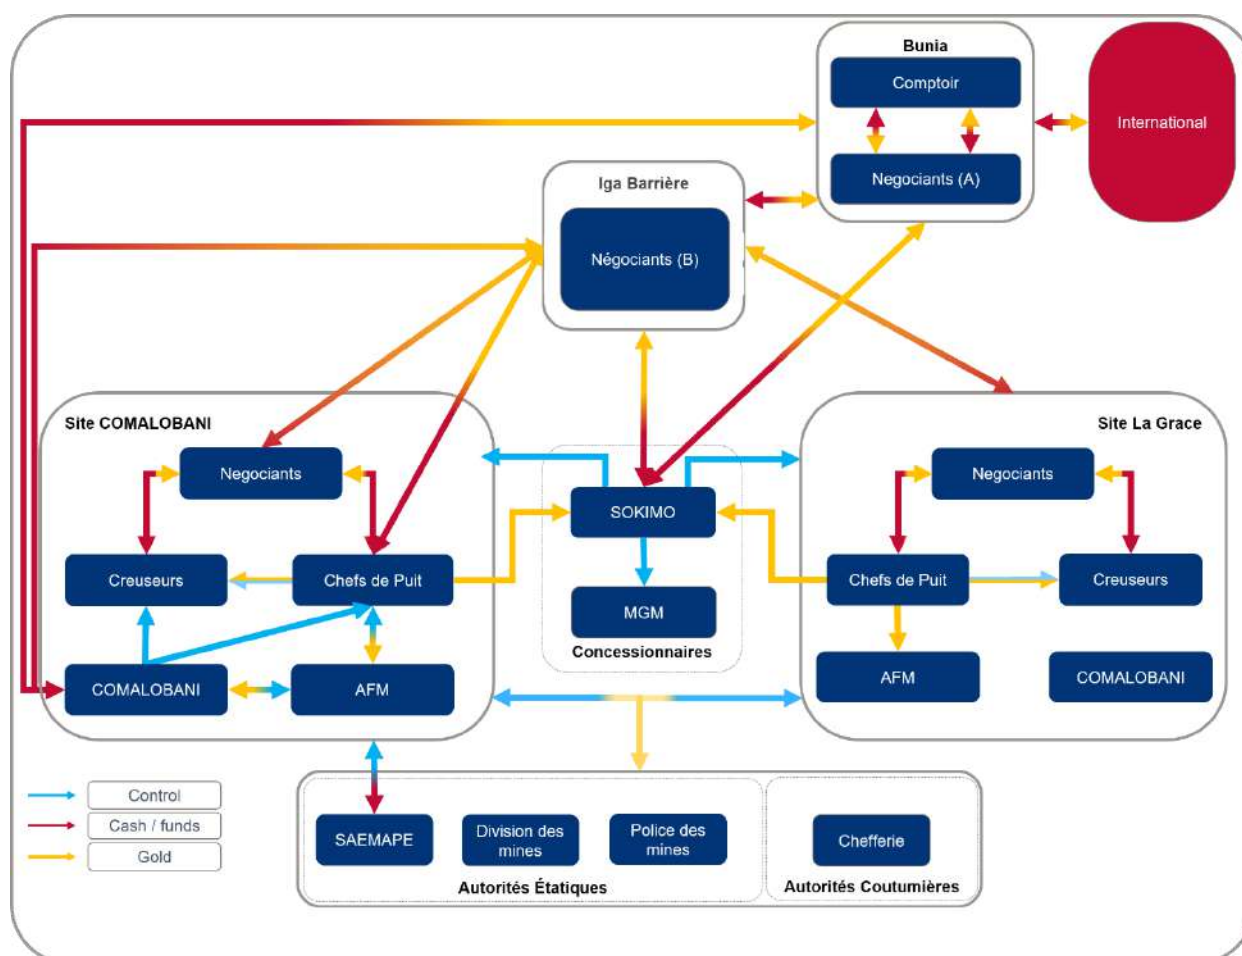 Bunia
Comptoir
International
Negociants (A)
Iga Barrière
Négociants (B)
Site COMALOBANI
Negociants
Creuseurs
Chefs de Puit
COMALOBANI
AFM
SOKIMO
MGM
Concessionnaires
Site La Grace
Negociants
Chefs de Puit
Creuseurs
AFM
COMALOBANI
Control
Cash / funds
Gold
SAEMAPE
Division des
mines
Police des
mines
Autorités Étatiques
Chefferie
Autorités Coutumières